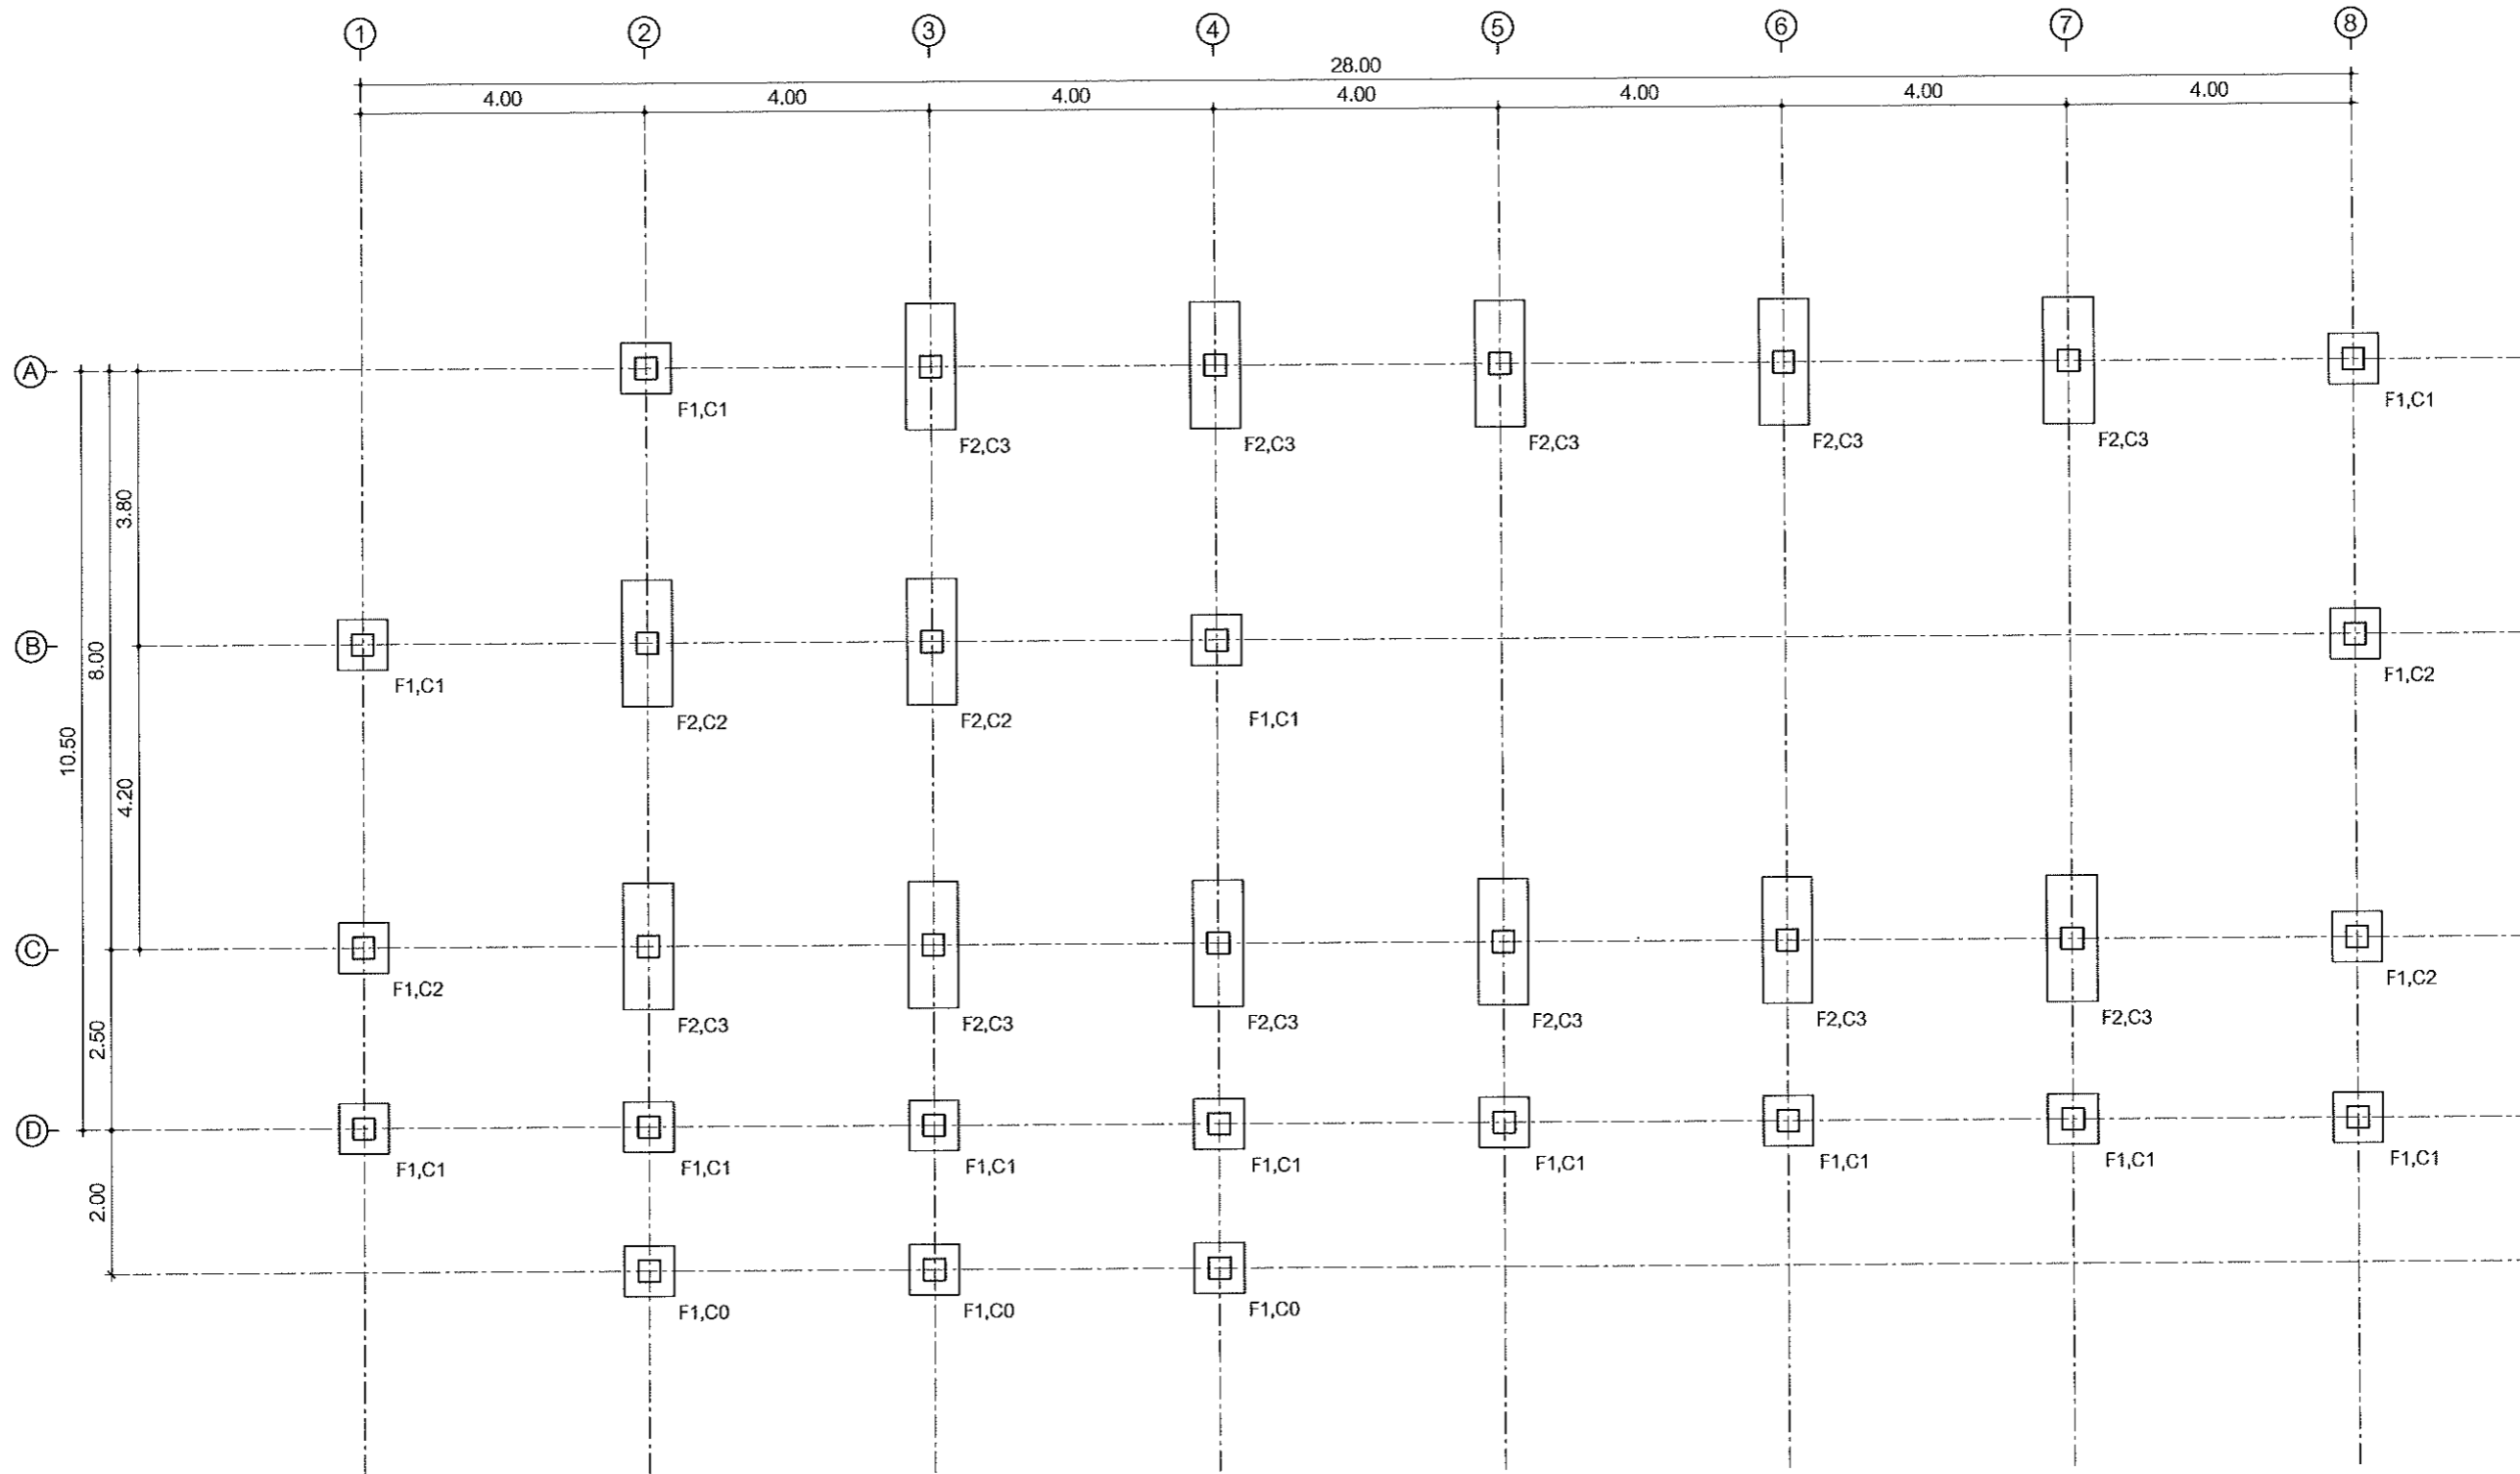 1 2 3 4 5 6 7 8
28.00
4.00 4.00 4.00 4.00 4.00 4.00 4.00
A
F1,C1 F2,C3 F2,C3 F2,C3 F2,C3 F2,C3 F1,C1
3.80
B
8.00
F1,C1 F2,C2 F2,C2 F1,C1 F1,C2
10.50
4.20
C
F1,C2 F2,C3 F2,C3 F2,C3 F2,C3 F2,C3 F2,C3 F1,C2
2.50
D
F1,C1 F1,C1 F1,C1 F1,C1 F1,C1 F1,C1 F1,C1 F1,C1
2.00
F1,C0 F1,C0 F1,C0